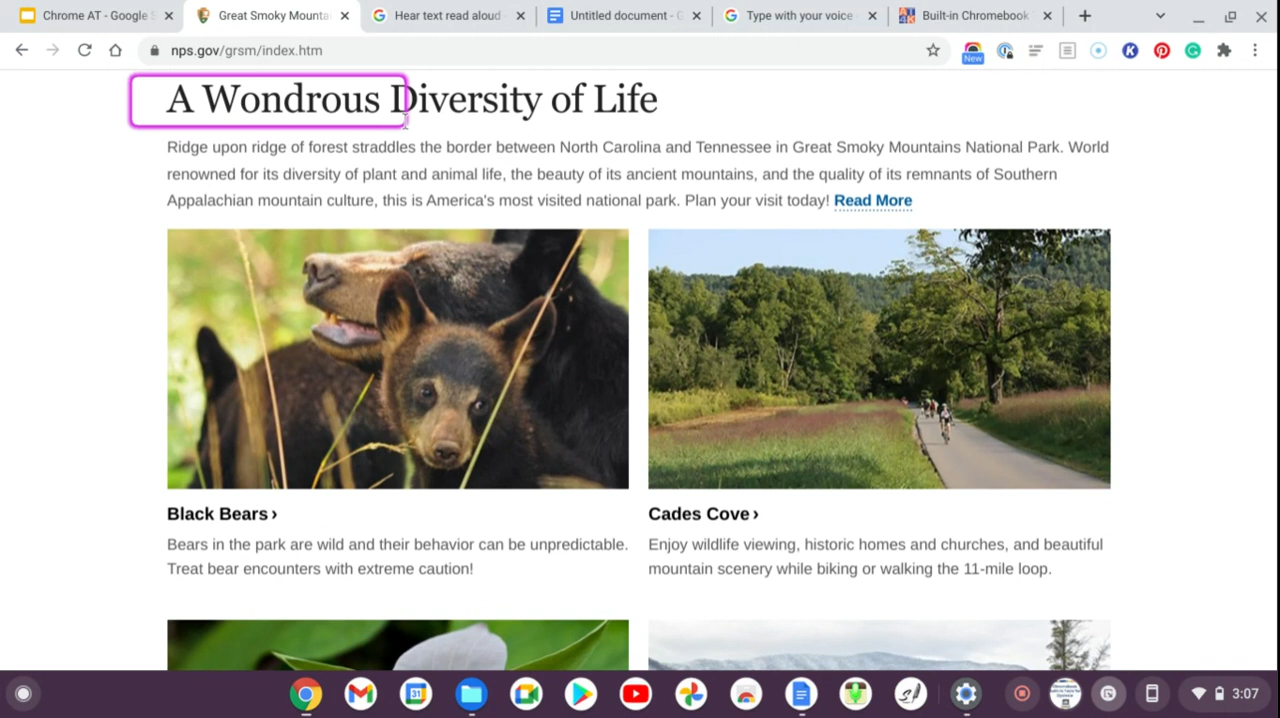 Chrome AT - Google S
Great Smoky Mounta
Hear text read aloud -
Untitled document - G
Type with your voice
Built-in Chromebook
nps.gov/grsm/index.htm
New
A Wondrous Diversity of Life
Ridge upon ridge of forest straddles the border between North Carolina and Tennessee in Great Smoky Mountains National Park. World
renowned for its diversity of plant and animal life, the beauty of its ancient mountains, and the quality of its remnants of Southern
Appalachian mountain culture, this is America's most visited national park. Plan your visit today! Read More
Black Bears ›
Bears in the park are wild and their behavior can be unpredictable.
Treat bear encounters with extreme caution!
Cades Cove ›
Enjoy wildlife viewing, historic homes and churches, and beautiful
mountain scenery while biking or walking the 11-mile loop.
31
3:07